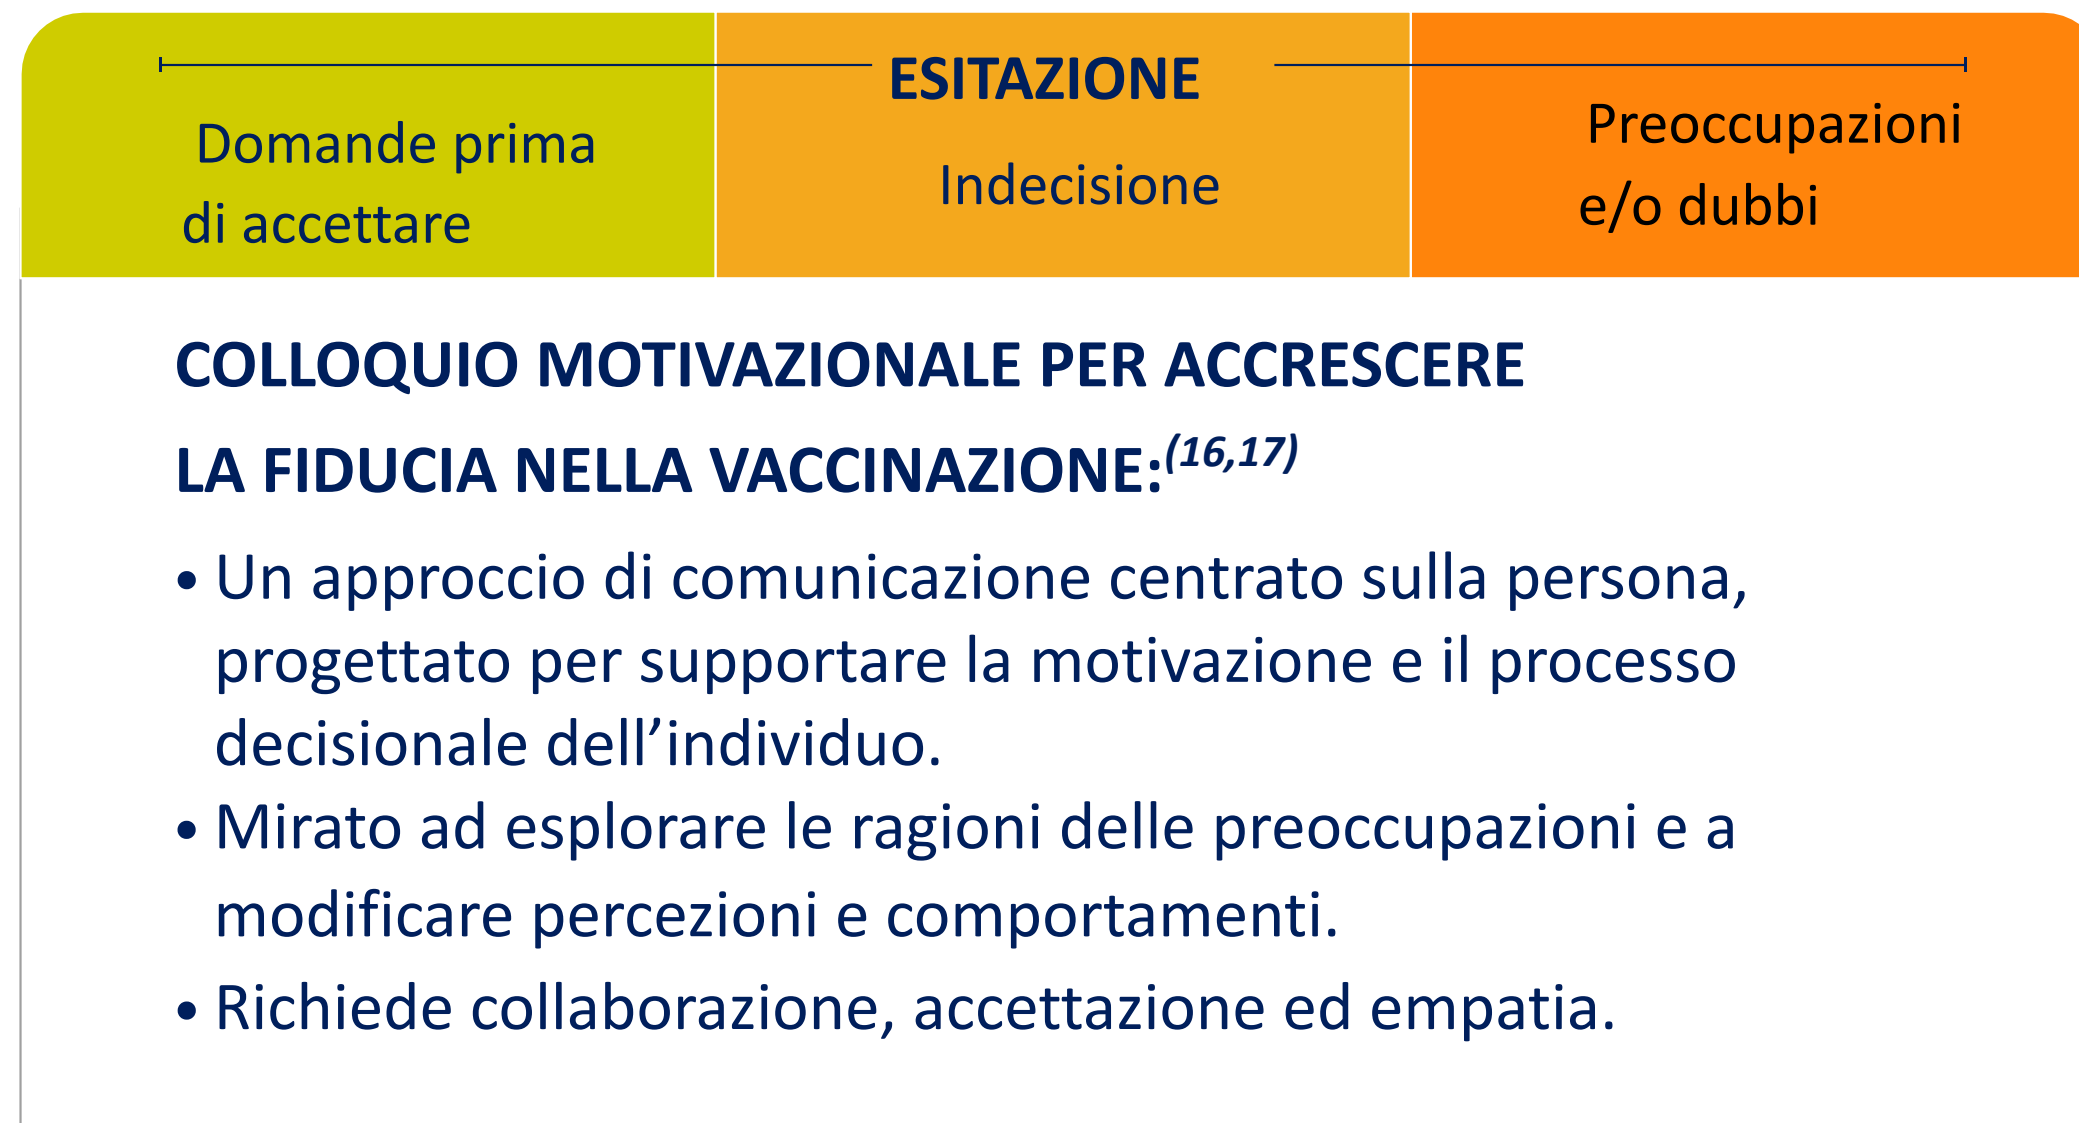 ESITAZIONE
Domande prima
di accettare
Indecisione
Preoccupazioni
e/o dubbi
COLLOQUIO MOTIVAZIONALE PER ACCRESCERE
LA FIDUCIA NELLA VACCINAZIONE:(16,17)
• Un approccio di comunicazione centrato sulla persona,
progettato per supportare la motivazione e il processo
decisionale dell’individuo.
• Mirato ad esplorare le ragioni delle preoccupazioni e a
modificare percezioni e comportamenti.
• Richiede collaborazione, accettazione ed empatia.